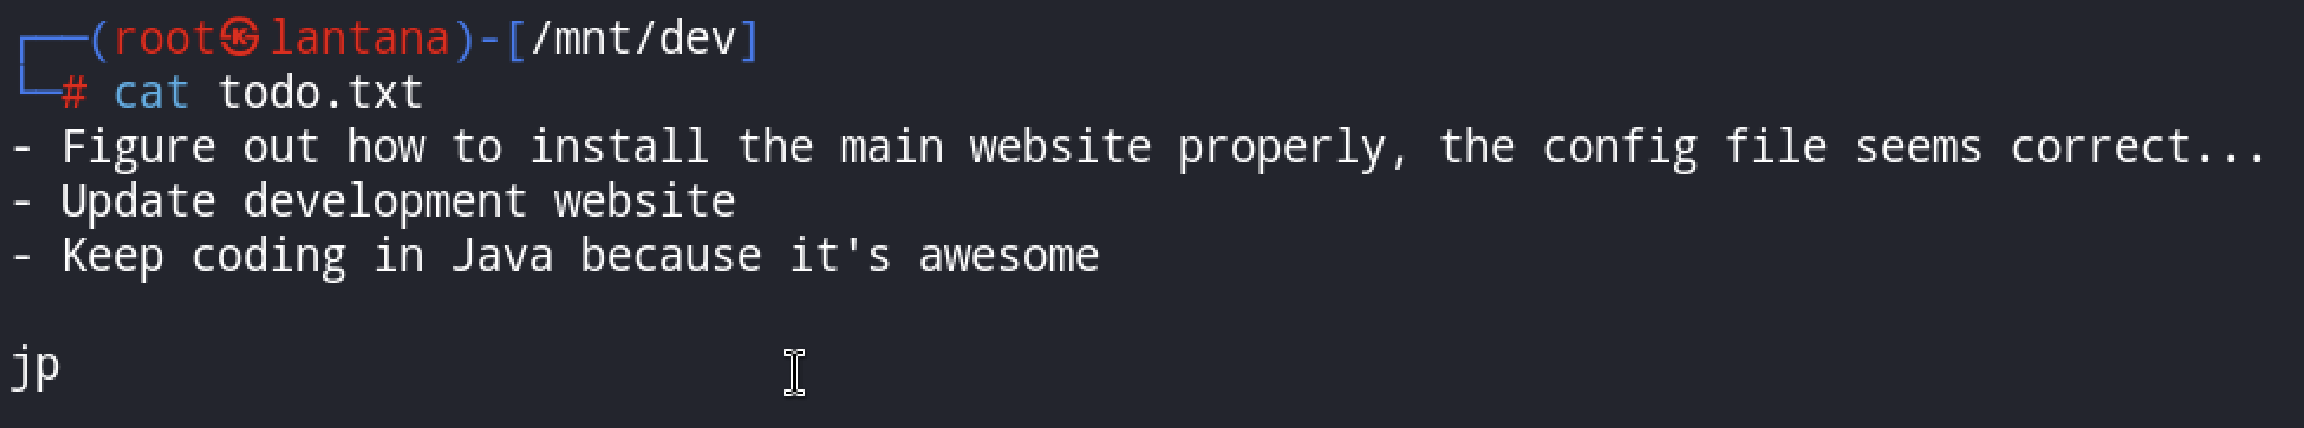 ┌──(root㉿lantana)-[/mnt/dev]
└─# cat todo.txt
- Figure out how to install the main website properly, the config file seems correct...
- Update development website
- Keep coding in Java because it's awesome
jp